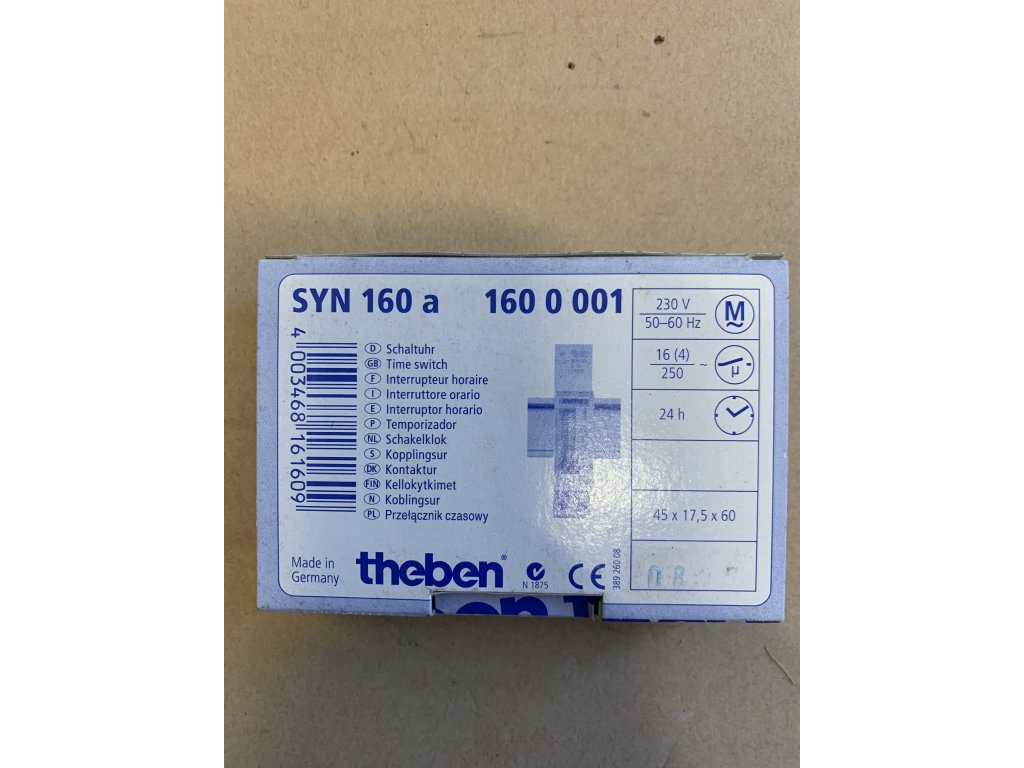 SYN 160 a 160 0 001
4 003468 161609
D Schaltuhr
GB Time switch
F Interrupteur horaire
I Interruttore orario
E Interruptor horario
P Temporizador
NL Schakelklok
S Kopplingsur
DK Kontaktur
FIN Kellokytkimet
N Koblingsur
PL Przełącznik czasowy
230 V
50–60 Hz
M
~
16 (4)
250
~
µ
24 h
45 x 17,5 x 60
Made in
Germany
theben®
N 1875
CE
389.260.08